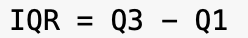 IQR = Q3 − Q1